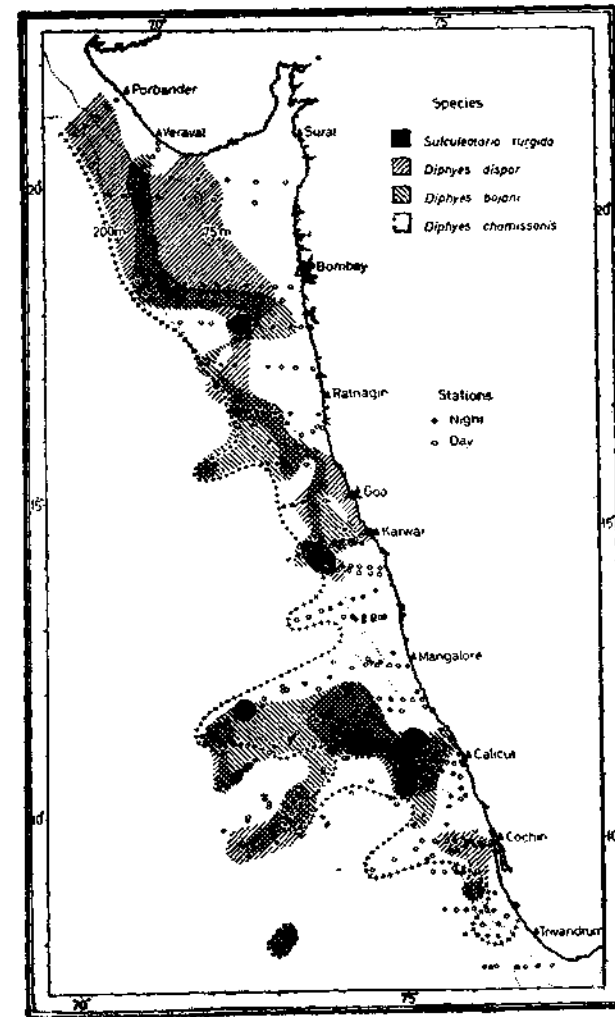 70°
75°
Porbander
Veraval
Surat
Species
Sulculeolaria turgida
Diphyes dispar
Diphyes bojani
Diphyes chamissonis
20°
20°
200m
75m
Bombay
Ratnagiri
Stations
Night
Day
Goa
15°
15°
Karwar
Mangalore
Calicut
10°
10°
Cochin
Trivandrum
70°
75°